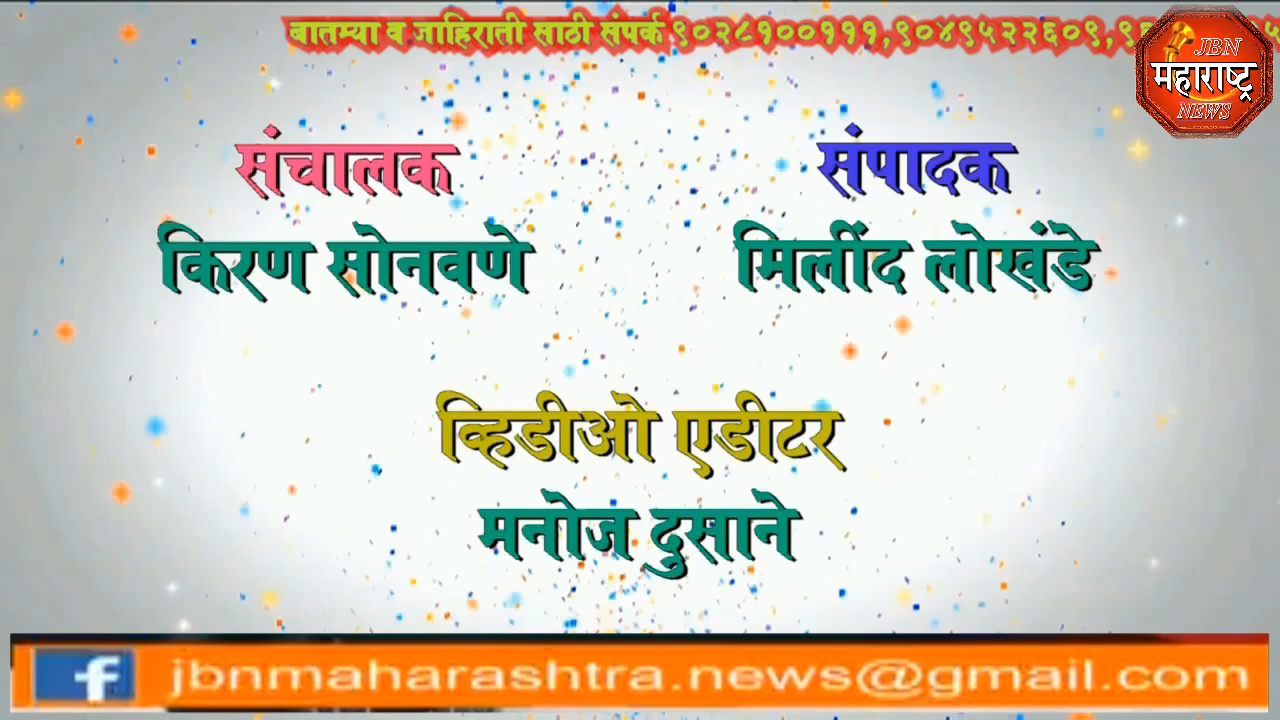 बातम्या व जाहिराती साठी संपर्क ९०२८१००१११,९०४९५२२६०९,
JBN
महाराष्ट्र
NEWS
संचालक
संपादक
किरण सोनवणे
मिलींद लोखंडे
व्हिडीओ एडीटर
मनोज दुसाने
f jbnmaharashtra.news@gmail.com